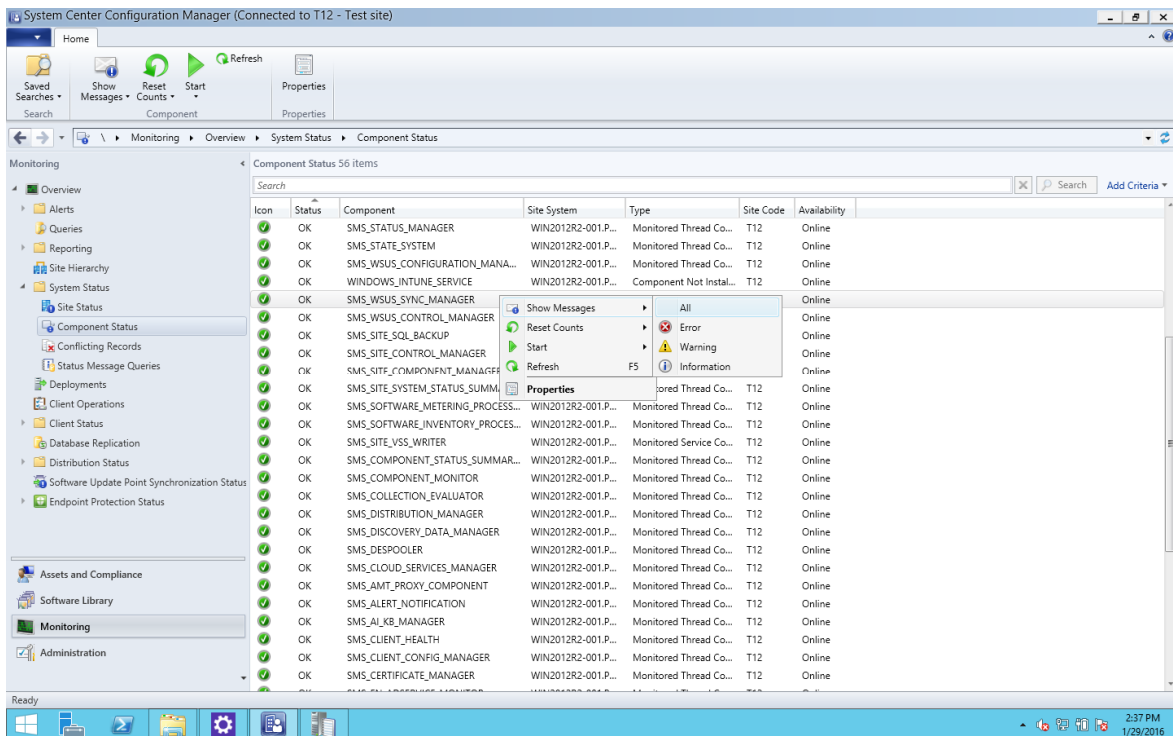 System Center Configuration Manager (Connected to T12 - Test site)
Home
Saved Searches
Show Messages
Reset Counts
Start
Refresh
Properties
Search
Component
Properties
\ Monitoring Overview System Status Component Status
Monitoring
Overview
Alerts
Queries
Reporting
Site Hierarchy
System Status
Site Status
Component Status
Conflicting Records
Status Message Queries
Deployments
Client Operations
Client Status
Database Replication
Distribution Status
Software Update Point Synchronization Status
Endpoint Protection Status
Assets and Compliance
Software Library
Monitoring
Administration
Component Status 56 items
Search
Search
Add Criteria
Icon Status Component Site System Type Site Code Availability
OK SMS_STATUS_MANAGER WIN2012R2-001.P... Monitored Thread Co... T12 Online
OK SMS_STATE_SYSTEM WIN2012R2-001.P... Monitored Thread Co... T12 Online
OK SMS_WSUS_CONFIGURATION_MANA... WIN2012R2-001.P... Monitored Thread Co... T12 Online
OK WINDOWS_INTUNE_SERVICE WIN2012R2-001.P... Component Not Instal... T12 Online
OK SMS_WSUS_SYNC_MANAGER Online
OK SMS_WSUS_CONTROL_MANAGER Online
OK SMS_SITE_SQL_BACKUP Online
OK SMS_SITE_CONTROL_MANAGER Online
OK SMS_SITE_COMPONENT_MANAGER Online
OK SMS_SITE_SYSTEM_STATUS_SUMM T12 Online
OK SMS_SOFTWARE_METERING_PROCESS... WIN2012R2-001.P... Monitored Thread Co... T12 Online
OK SMS_SOFTWARE_INVENTORY_PROCES... WIN2012R2-001.P... Monitored Thread Co... T12 Online
OK SMS_SITE_VSS_WRITER WIN2012R2-001.P... Monitored Service Co... T12 Online
OK SMS_COMPONENT_STATUS_SUMMAR... WIN2012R2-001.P... Monitored Thread Co... T12 Online
OK SMS_COMPONENT_MONITOR WIN2012R2-001.P... Monitored Thread Co... T12 Online
OK SMS_COLLECTION_EVALUATOR WIN2012R2-001.P... Monitored Thread Co... T12 Online
OK SMS_DISTRIBUTION_MANAGER WIN2012R2-001.P... Monitored Thread Co... T12 Online
OK SMS_DISCOVERY_DATA_MANAGER WIN2012R2-001.P... Monitored Thread Co... T12 Online
OK SMS_DESPOOLER WIN2012R2-001.P... Monitored Thread Co... T12 Online
OK SMS_CLOUD_SERVICES_MANAGER WIN2012R2-001.P... Monitored Thread Co... T12 Online
OK SMS_AMT_PROXY_COMPONENT WIN2012R2-001.P... Monitored Thread Co... T12 Online
OK SMS_ALERT_NOTIFICATION WIN2012R2-001.P... Monitored Thread Co... T12 Online
OK SMS_AI_KB_MANAGER WIN2012R2-001.P... Monitored Thread Co... T12 Online
OK SMS_CLIENT_HEALTH WIN2012R2-001.P... Monitored Thread Co... T12 Online
OK SMS_CLIENT_CONFIG_MANAGER WIN2012R2-001.P... Monitored Thread Co... T12 Online
OK SMS_CERTIFICATE_MANAGER WIN2012R2-001.P... Monitored Thread Co... T12 Online
Show Messages
Reset Counts
Start
Refresh F5
Properties
All
Error
Warning
Information
Ready
2:37 PM
1/29/2016